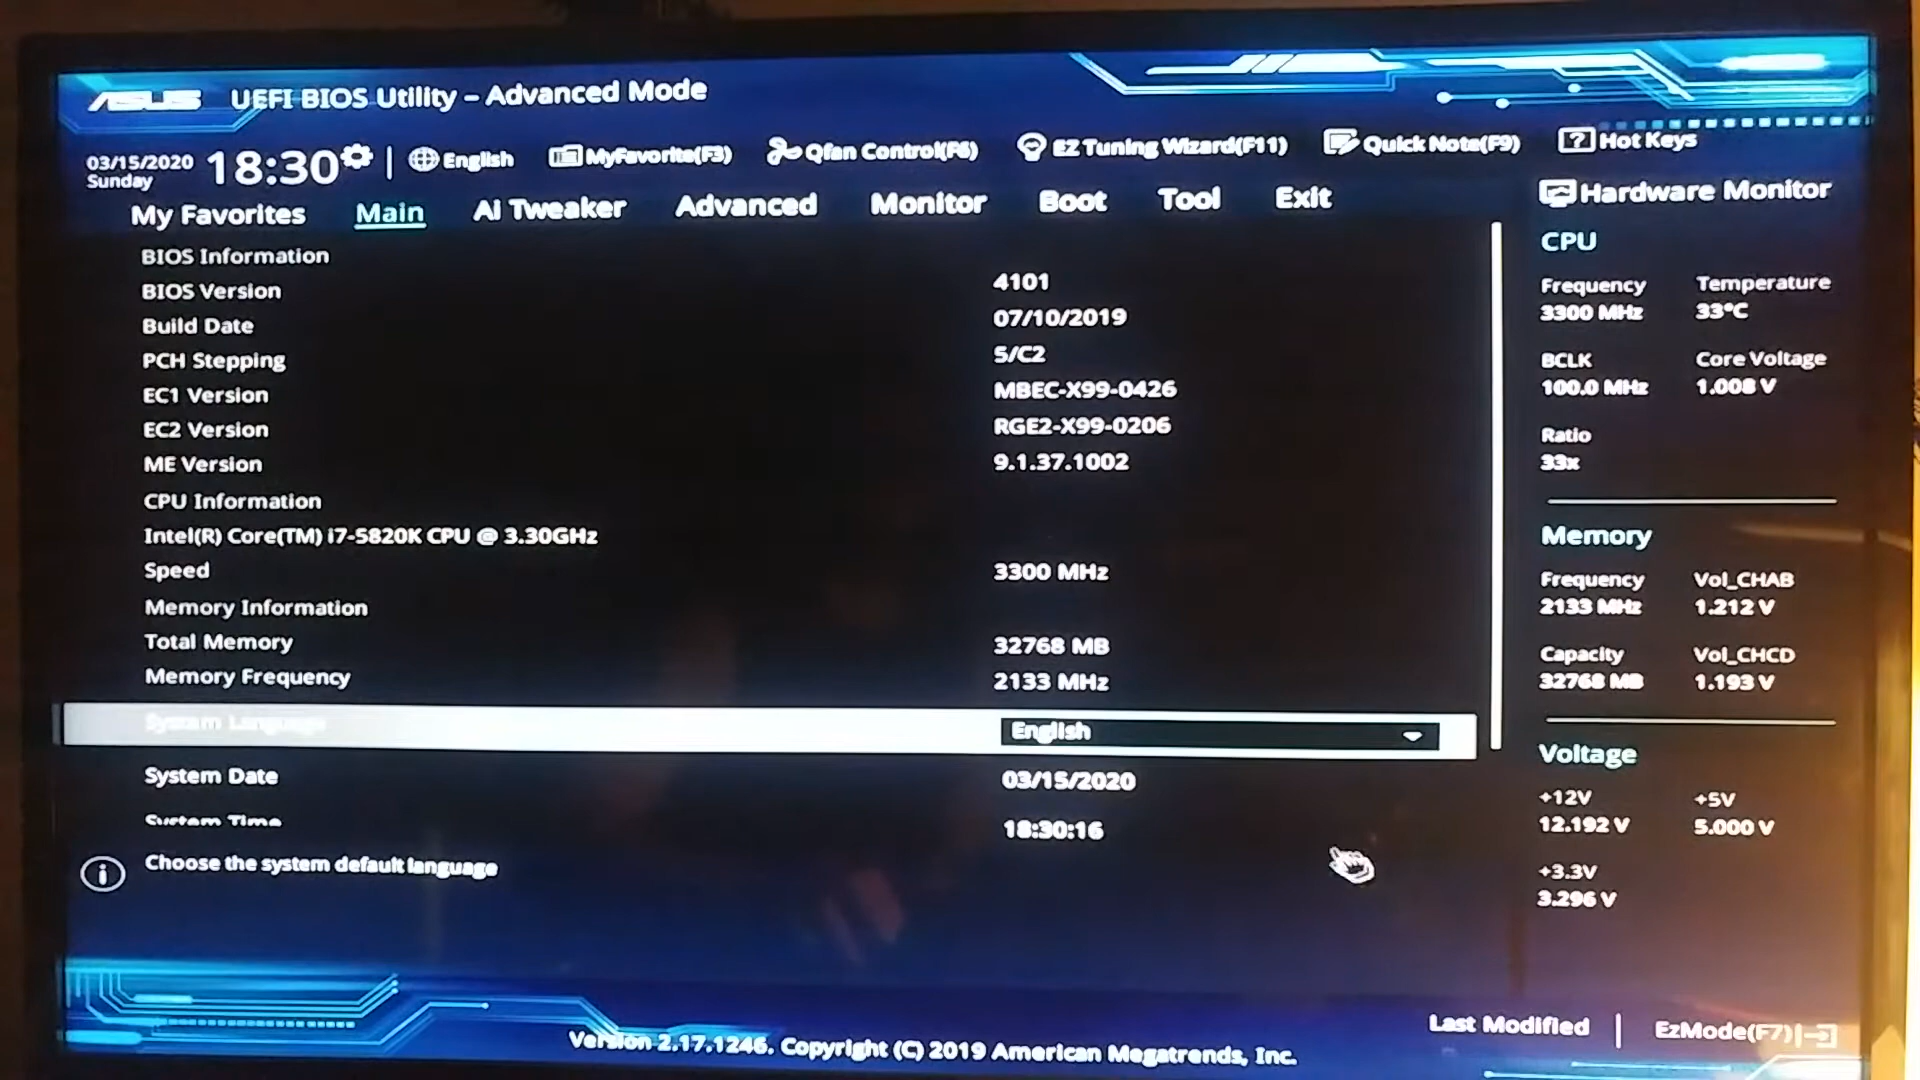 ASUS UEFI BIOS Utility – Advanced Mode
03/15/2020 Sunday 18:30 English MyFavorite(F3) Qfan Control(F6) EZ Tuning Wizard(F11) Quick Note(F9) ? Hot Keys
My Favorites Main Ai Tweaker Advanced Monitor Boot Tool Exit
BIOS Information
BIOS Version 4101
Build Date 07/10/2019
PCH Stepping 5/C2
EC1 Version MBEC-X99-0426
EC2 Version RGE2-X99-0206
ME Version 9.1.37.1002
CPU Information
Intel(R) Core(TM) i7-5820K CPU @ 3.30GHz
Speed 3300 MHz
Memory Information
Total Memory 32768 MB
Memory Frequency 2133 MHz
System Language English
System Date 03/15/2020
System Time 18:30:16
i Choose the system default language
Hardware Monitor
CPU
Frequency Temperature
3300 MHz 33°C
BCLK Core Voltage
100.0 MHz 1.008 V
Ratio
33x
Memory
Frequency Vol_CHAB
2133 MHz 1.212 V
Capacity Vol_CHCD
32768 MB 1.193 V
Voltage
+12V +5V
12.192 V 5.000 V
+3.3V
3.296 V
Last Modified EzMode(F7)
Version 2.17.1246. Copyright (C) 2019 American Megatrends, Inc.